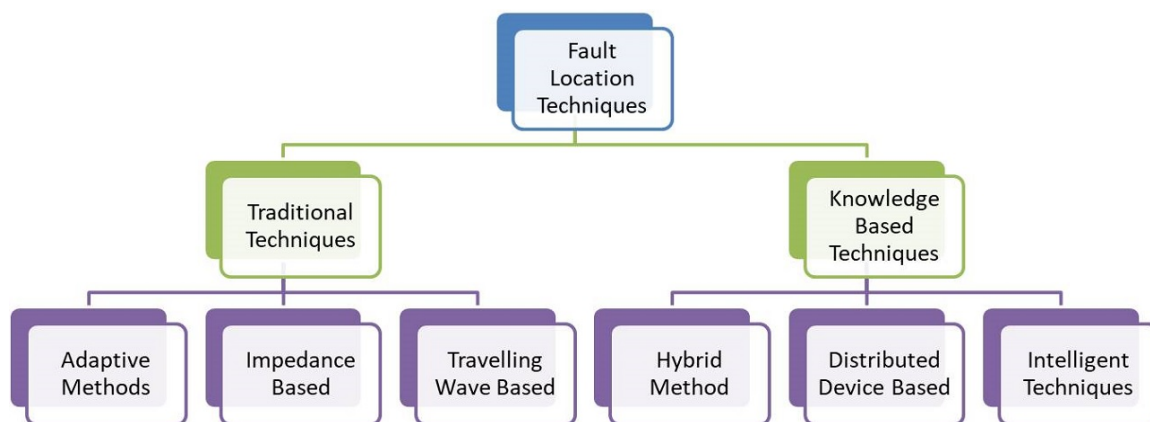 Fault
Location
Techniques
Traditional
Techniques
Knowledge
Based
Techniques
Adaptive
Methods
Impedance
Based
Travelling
Wave Based
Hybrid
Method
Distributed
Device Based
Intelligent
Techniques